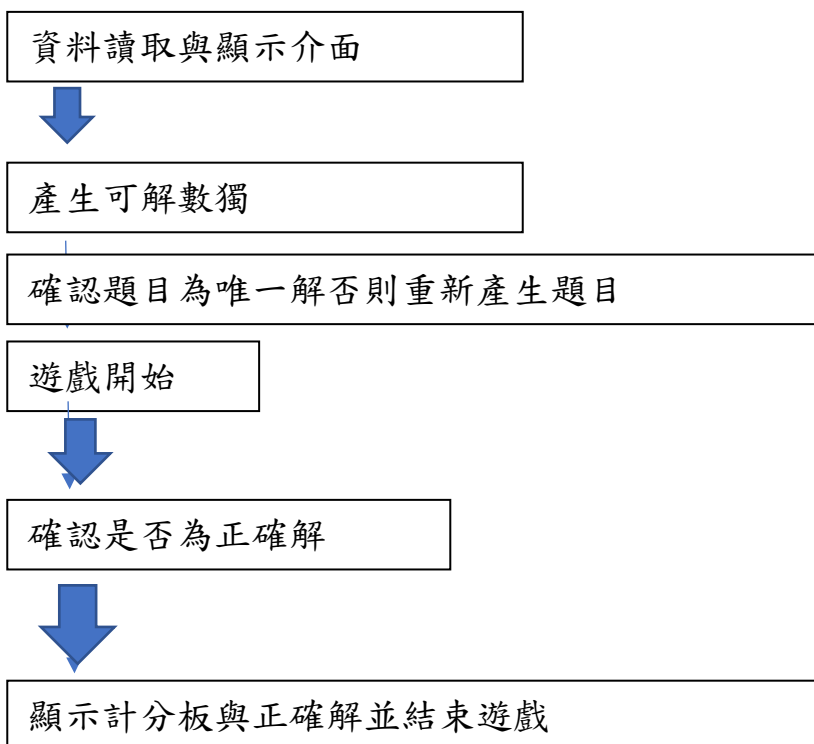 資料讀取與顯示介面
產生可解數獨
確認題目為唯一解否則重新產生題目
遊戲開始
確認是否為正確解
顯示計分板與正確解並結束遊戲